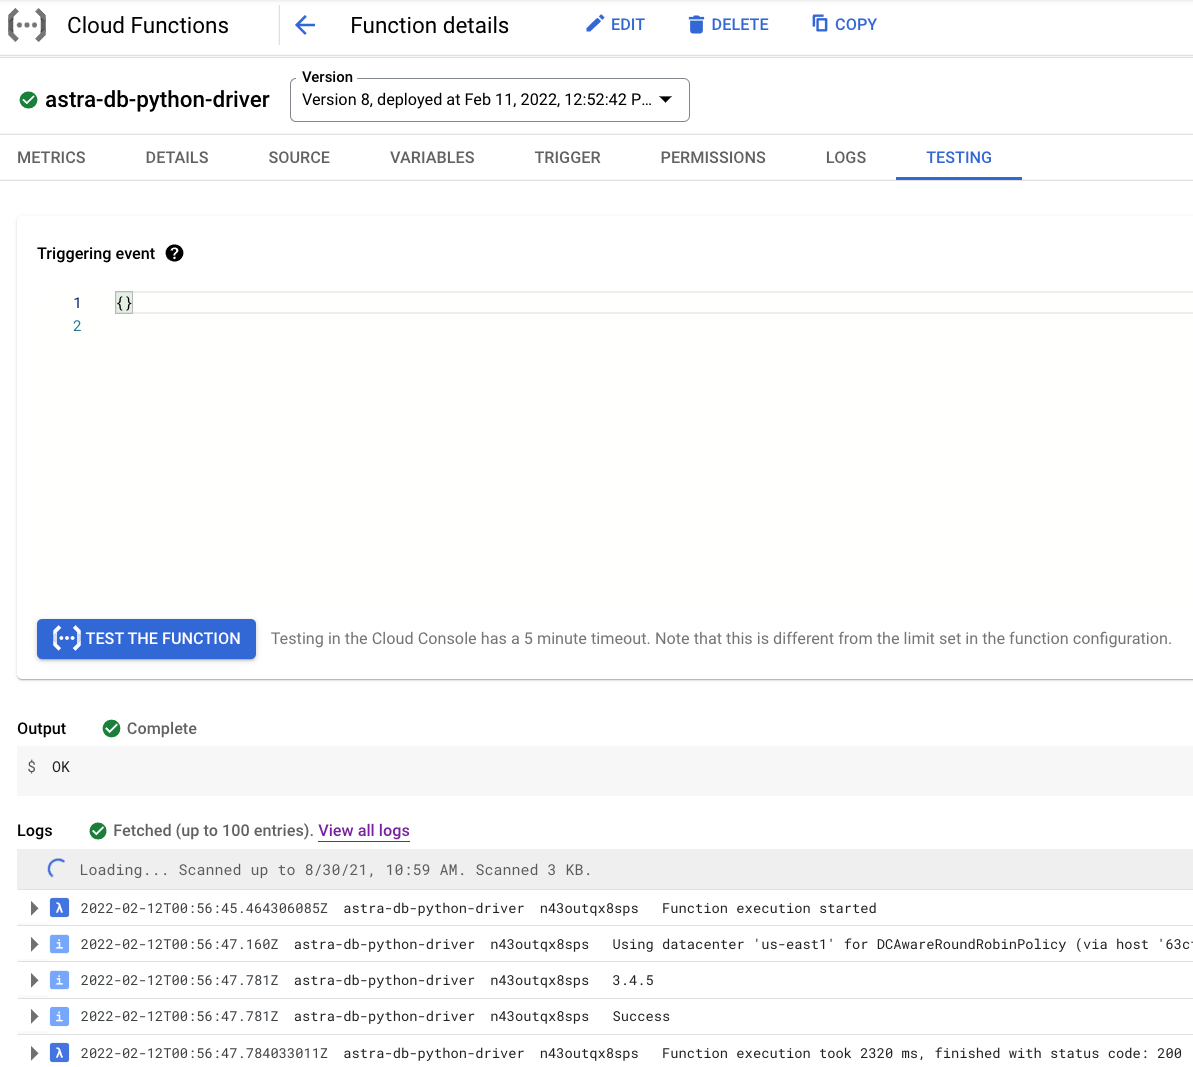 Cloud Functions Function details EDIT DELETE COPY
astra-db-python-driver
Version
Version 8, deployed at Feb 11, 2022, 12:52:42 P...
METRICS DETAILS SOURCE VARIABLES TRIGGER PERMISSIONS LOGS TESTING
Triggering event ?
1 {}
2
(···) TEST THE FUNCTION Testing in the Cloud Console has a 5 minute timeout. Note that this is different from the limit set in the function configuration.
Output Complete
$ OK
Logs Fetched (up to 100 entries). View all logs
Loading... Scanned up to 8/30/21, 10:59 AM. Scanned 3 KB.
λ 2022-02-12T00:56:45.464306085Z astra-db-python-driver n43outqx8sps Function execution started
i 2022-02-12T00:56:47.160Z astra-db-python-driver n43outqx8sps Using datacenter 'us-east1' for DCAwareRoundRobinPolicy (via host '63c
i 2022-02-12T00:56:47.781Z astra-db-python-driver n43outqx8sps 3.4.5
i 2022-02-12T00:56:47.781Z astra-db-python-driver n43outqx8sps Success
λ 2022-02-12T00:56:47.784033011Z astra-db-python-driver n43outqx8sps Function execution took 2320 ms, finished with status code: 200